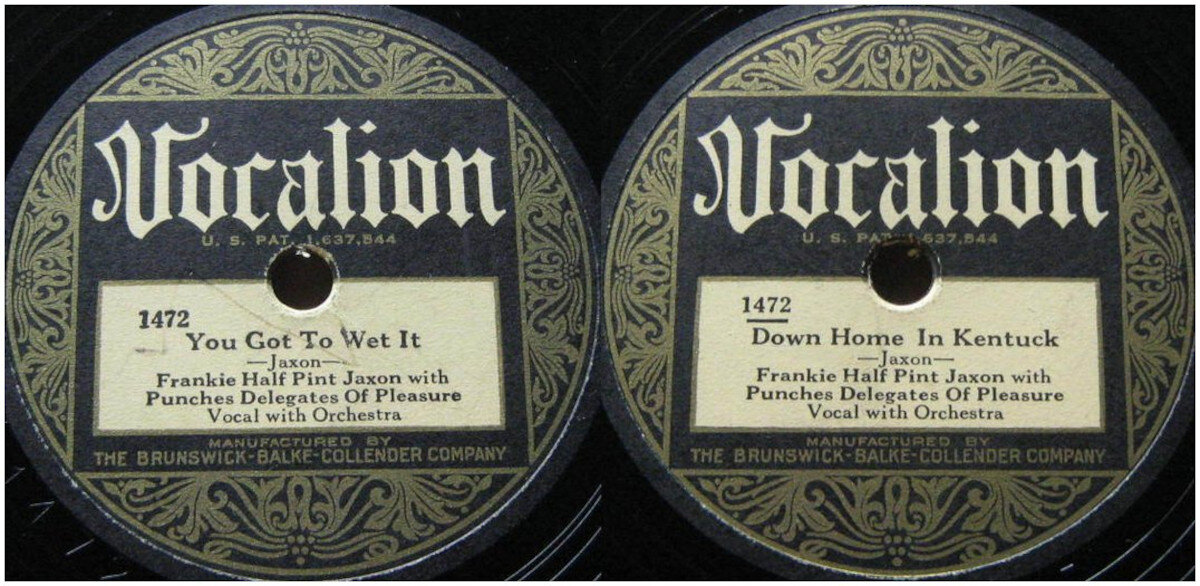 Vocalion
U. S. PAT. 1,637,544
1472
You Got To Wet It
—Jaxon—
Frankie Half Pint Jaxon with
Punches Delegates Of Pleasure
Vocal with Orchestra
MANUFACTURED BY
THE BRUNSWICK-BALKE-COLLENDER COMPANY
Vocalion
U. S. PAT. 1,637,544
1472
Down Home In Kentuck
—Jaxon—
Frankie Half Pint Jaxon with
Punches Delegates Of Pleasure
Vocal with Orchestra
MANUFACTURED BY
THE BRUNSWICK-BALKE-COLLENDER COMPANY